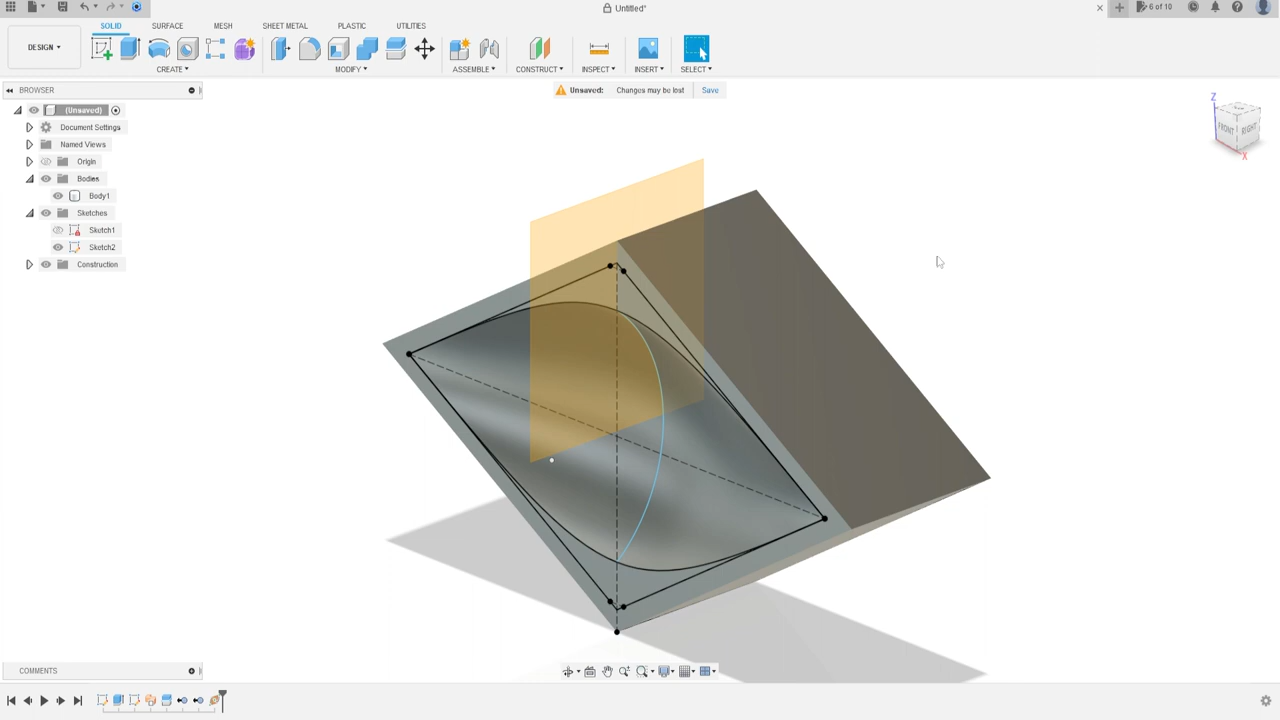 Untitled*
6 of 10
DESIGN
SOLID
SURFACE
MESH
SHEET METAL
PLASTIC
UTILITIES
CREATE
MODIFY
ASSEMBLE
CONSTRUCT
INSPECT
INSERT
SELECT
BROWSER
Unsaved: Changes may be lost Save
(Unsaved)
Document Settings
Named Views
Origin
Bodies
Body1
Sketches
Sketch1
Sketch2
Construction
Z
FRONT
RIGHT
X
COMMENTS